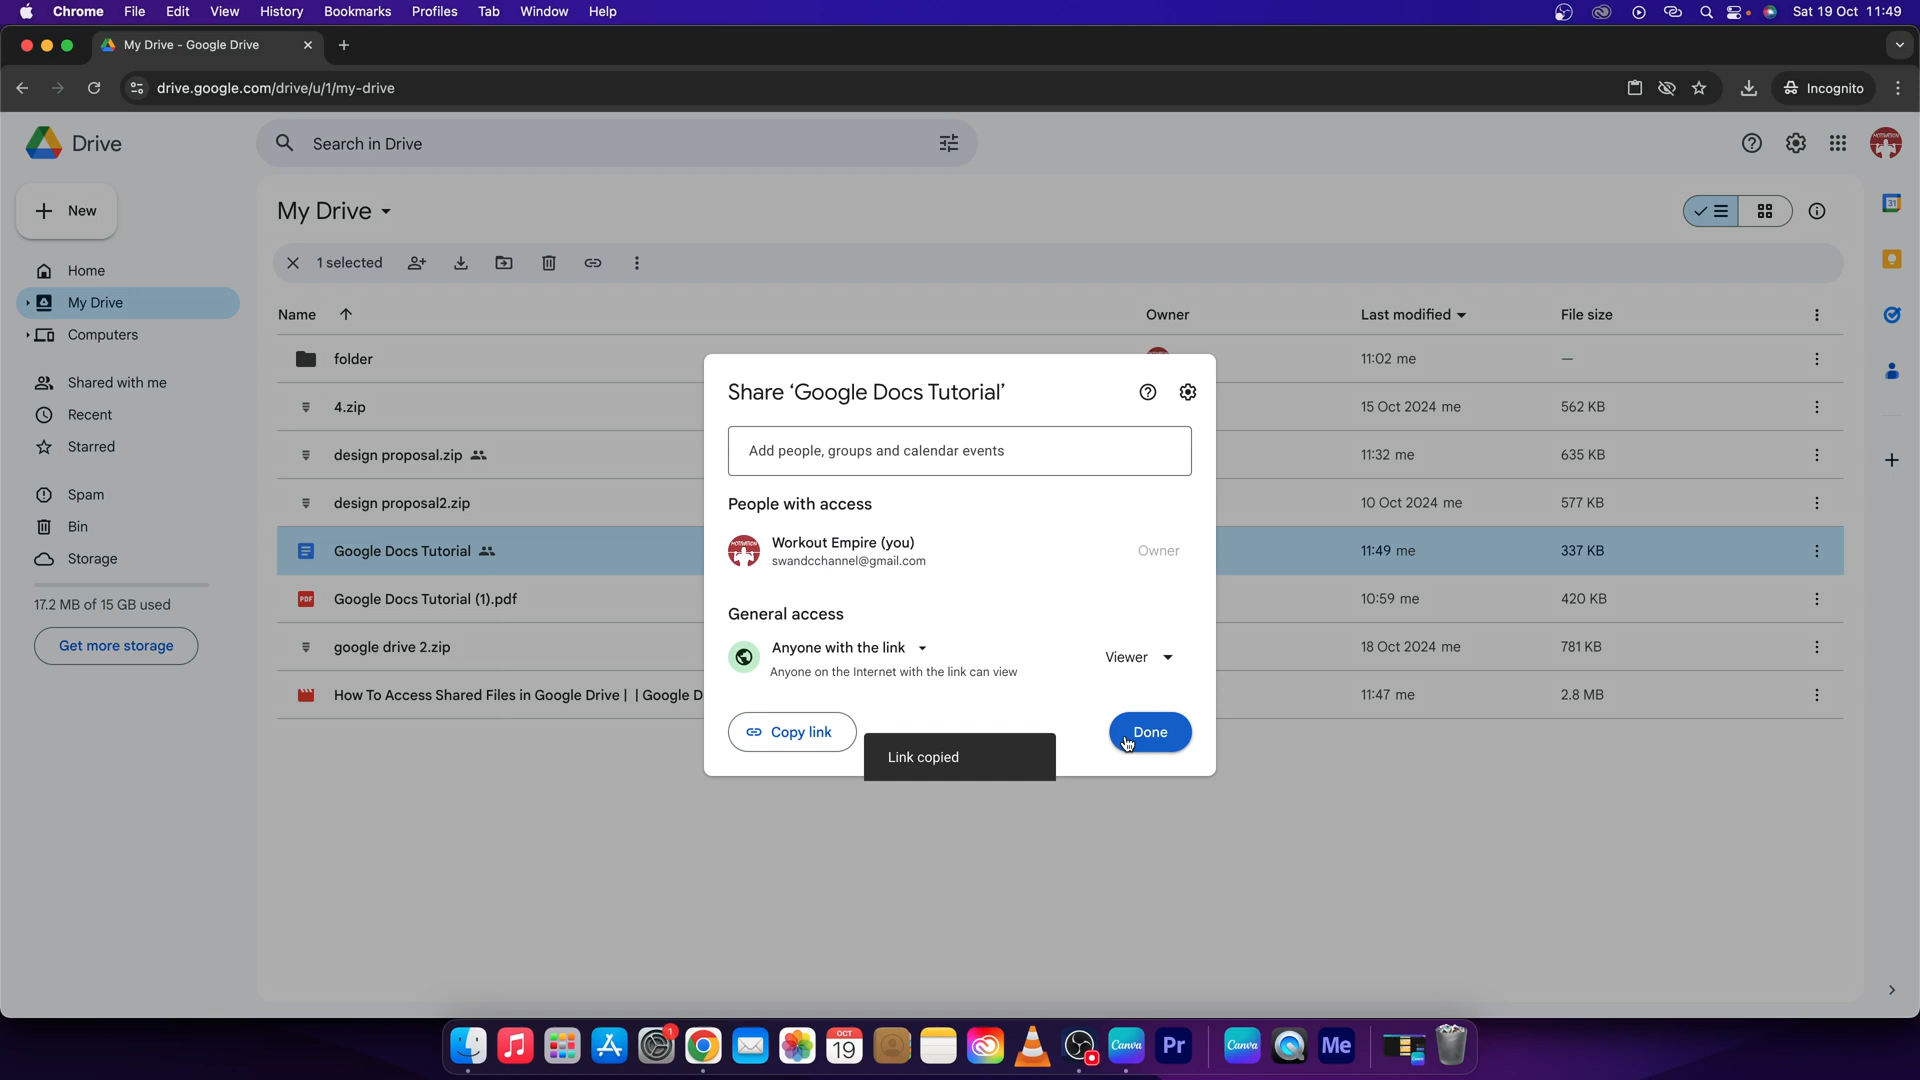 Chrome File Edit View History Bookmarks Profiles Tab Window Help Sat 19 Oct 11:49
My Drive - Google Drive
drive.google.com/drive/u/1/my-drive Incognito
Drive Search in Drive
New My Drive
Home 1 selected
My Drive Name Owner Last modified File size
Computers
folder 11:02 me —
Shared with me
Recent 4.zip 15 Oct 2024 me 562 KB
Starred design proposal.zip 11:32 me 635 KB
Spam design proposal2.zip 10 Oct 2024 me 577 KB
Bin
Storage Google Docs Tutorial 11:49 me 337 KB
17.2 MB of 15 GB used Google Docs Tutorial (1).pdf 10:59 me 420 KB
Get more storage google drive 2.zip 18 Oct 2024 me 781 KB
How To Access Shared Files in Google Drive | | Google D 11:47 me 2.8 MB
Share ‘Google Docs Tutorial’
Add people, groups and calendar events
People with access
Workout Empire (you)
swandcchannel@gmail.com Owner
General access
Anyone with the link Viewer
Anyone on the Internet with the link can view
Copy link Done
Link copied
31
PDF
1 OCT 19 Canva Pr Canva Me